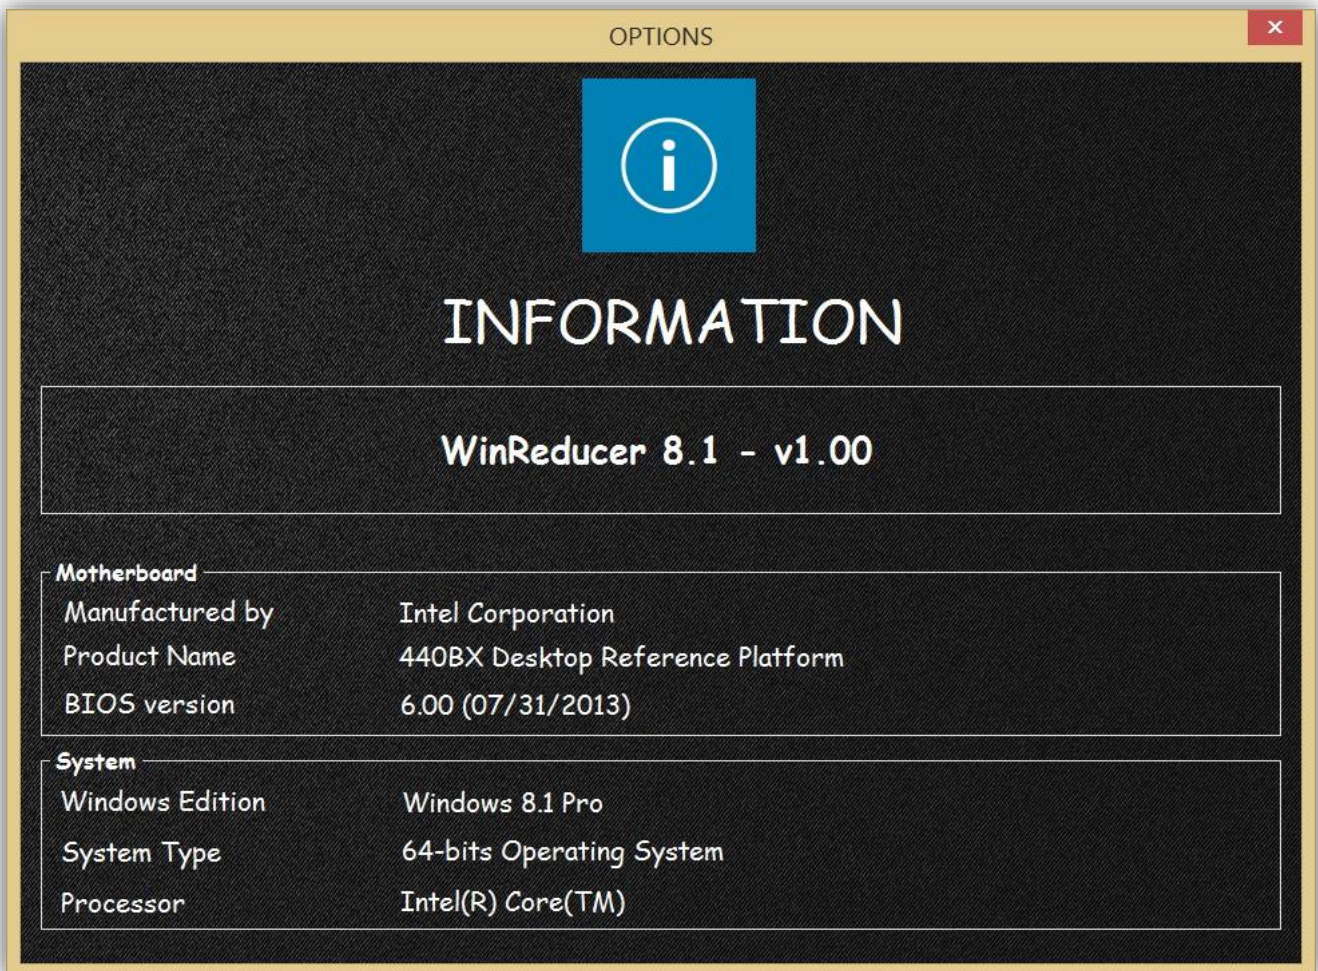 OPTIONS
INFORMATION
WinReducer 8.1 - v1.00
Motherboard
Manufactured by Intel Corporation
Product Name 440BX Desktop Reference Platform
BIOS version 6.00 (07/31/2013)
System
Windows Edition Windows 8.1 Pro
System Type 64-bits Operating System
Processor Intel(R) Core(TM)